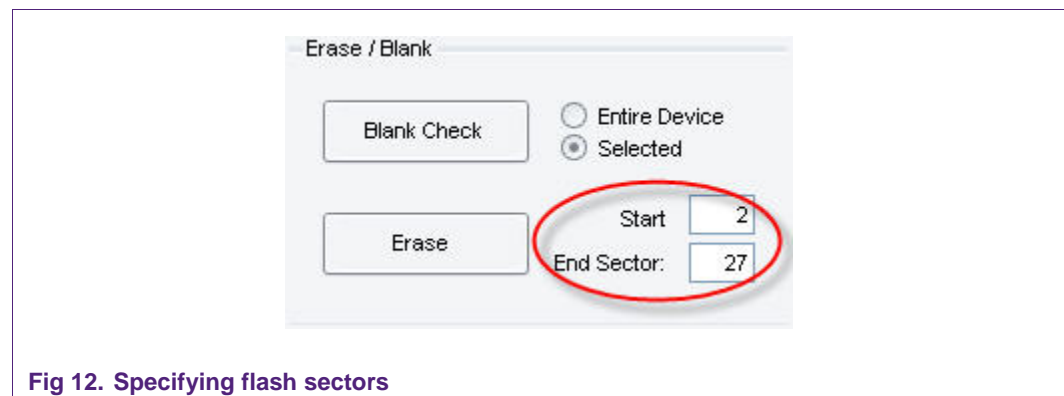 Erase / Blank
Blank Check
Entire Device
Selected
Erase
Start 2
End Sector: 27
Fig 12. Specifying flash sectors